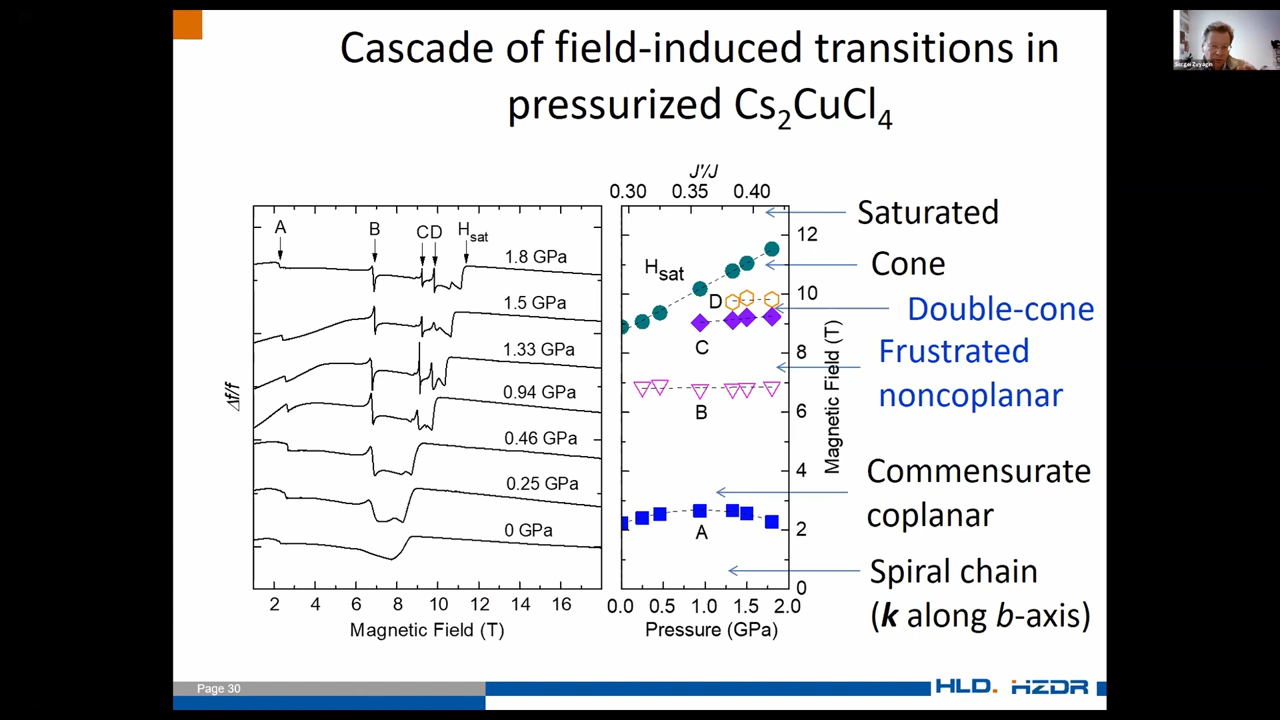 Cascade of field-induced transitions in
pressurized Cs₂CuCl₄
Sergei Zvyagin
A
B
CD
Hsat
1.8 GPa
1.5 GPa
1.33 GPa
0.94 GPa
0.46 GPa
0.25 GPa
0 GPa
Δf/f
2 4 6 8 10 12 14 16
Magnetic Field (T)
J'/J
0.30 0.35 0.40
Hsat
D
C
B
A
12
10
8
6
4
2
0
Magnetic Field (T)
0.0 0.5 1.0 1.5 2.0
Pressure (GPa)
Saturated
Cone
Double-cone
Frustrated
noncoplanar
Commensurate
coplanar
Spiral chain
(k along b-axis)
Page 30
HLD. HZDR